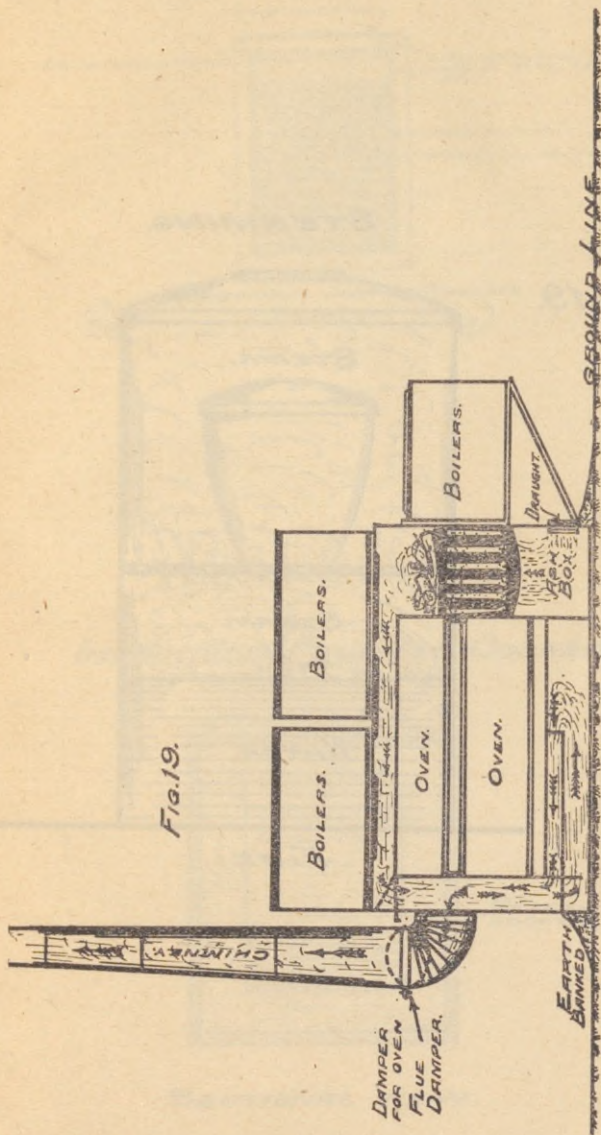 FIG. 19.
CHIMNEY
BOILERS.
BOILERS.
BOILERS.
OVEN.
OVEN.
DRAUGHT
ASH
BOX
DAMPER
FOR OVEN
FLUE
DAMPER.
EARTH
BANKED
GROUND LINE